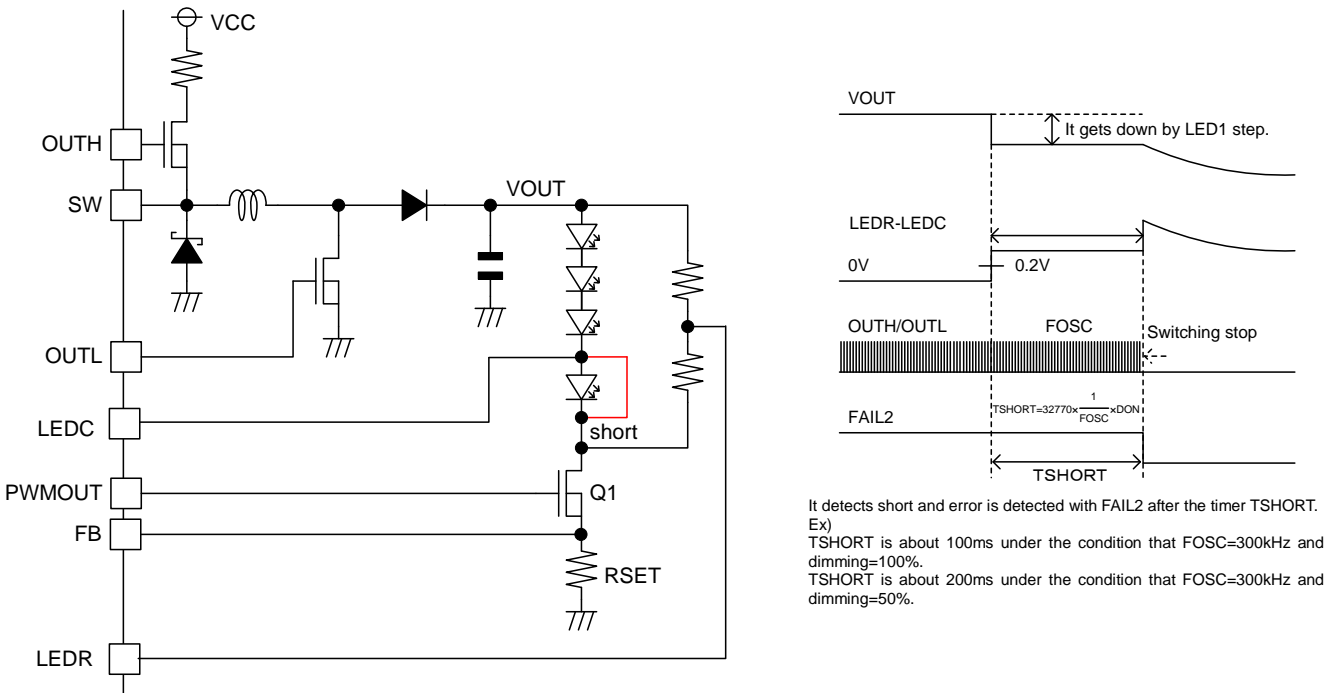 VCC
OUTH
SW
VOUT
OUTL
LEDC
short
PWMOUT
Q1
FB
RSET
LEDR
VOUT
It gets down by LED1 step.
LEDR-LEDC
0V
0.2V
OUTH/OUTL
FOSC
Switching stop
TSHORT=32770×1/FOSC×DON
FAIL2
TSHORT
It detects short and error is detected with FAIL2 after the timer TSHORT.
Ex)
TSHORT is about 100ms under the condition that FOSC=300kHz and
dimming=100%.
TSHORT is about 200ms under the condition that FOSC=300kHz and
dimming=50%.